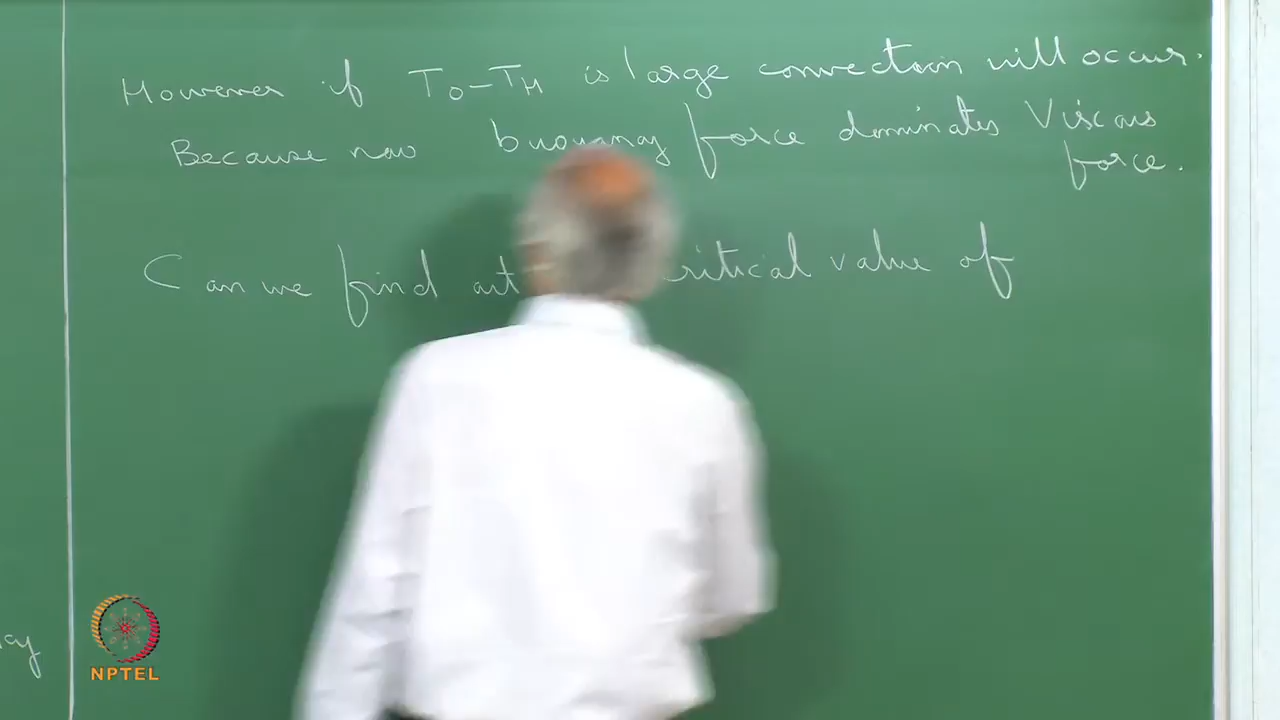 However if T0-TH is large convection will occur.
Because now buoyancy force dominates Viscous
force.
Can we find critical value of
NPTEL